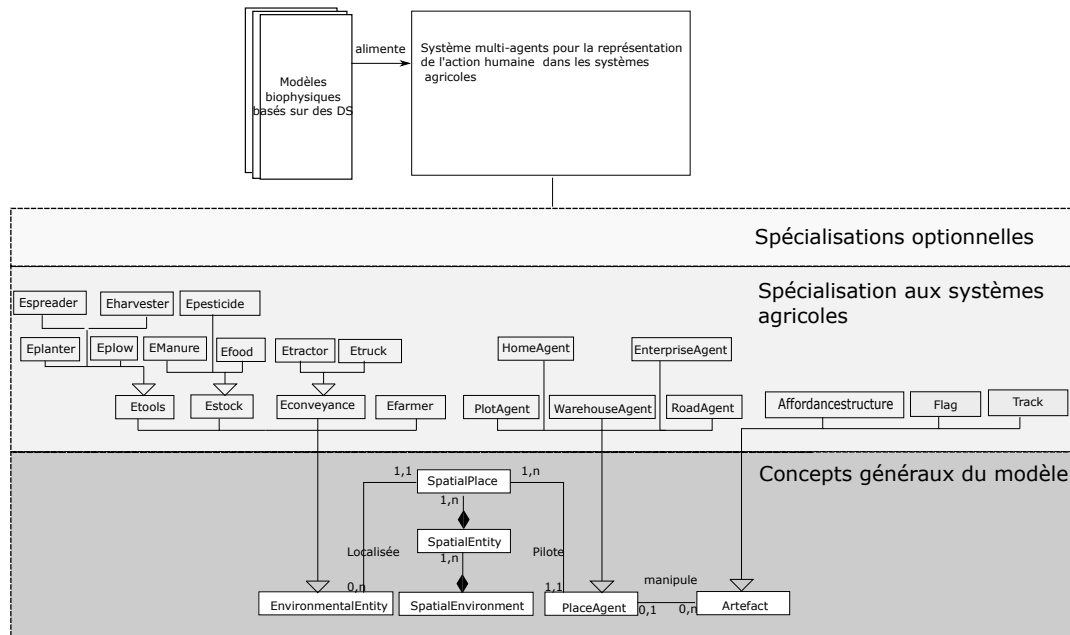 alimente
Modèles
biophysiques
basés sur des DS
Système multi-agents pour la représentation
de l'action humaine dans les systèmes
agricoles
Spécialisations optionnelles
Spécialisation aux systèmes
agricoles
Espreader
Eharvester
Epesticide
Eplanter
Eplow
EManure
Efood
Etractor
Etruck
HomeAgent
EnterpriseAgent
Etools
Estock
Econveyance
Efarmer
PlotAgent
WarehouseAgent
RoadAgent
Affordancestructure
Flag
Track
Concepts généraux du modèle
1,1
SpatialPlace
1,n
1,n
SpatialEntity
Localisée
1,n
Pilote
0,n
1,1
manipule
EnvironmentalEntity
SpatialEnvironment
PlaceAgent
0,1
0,n
Artefact